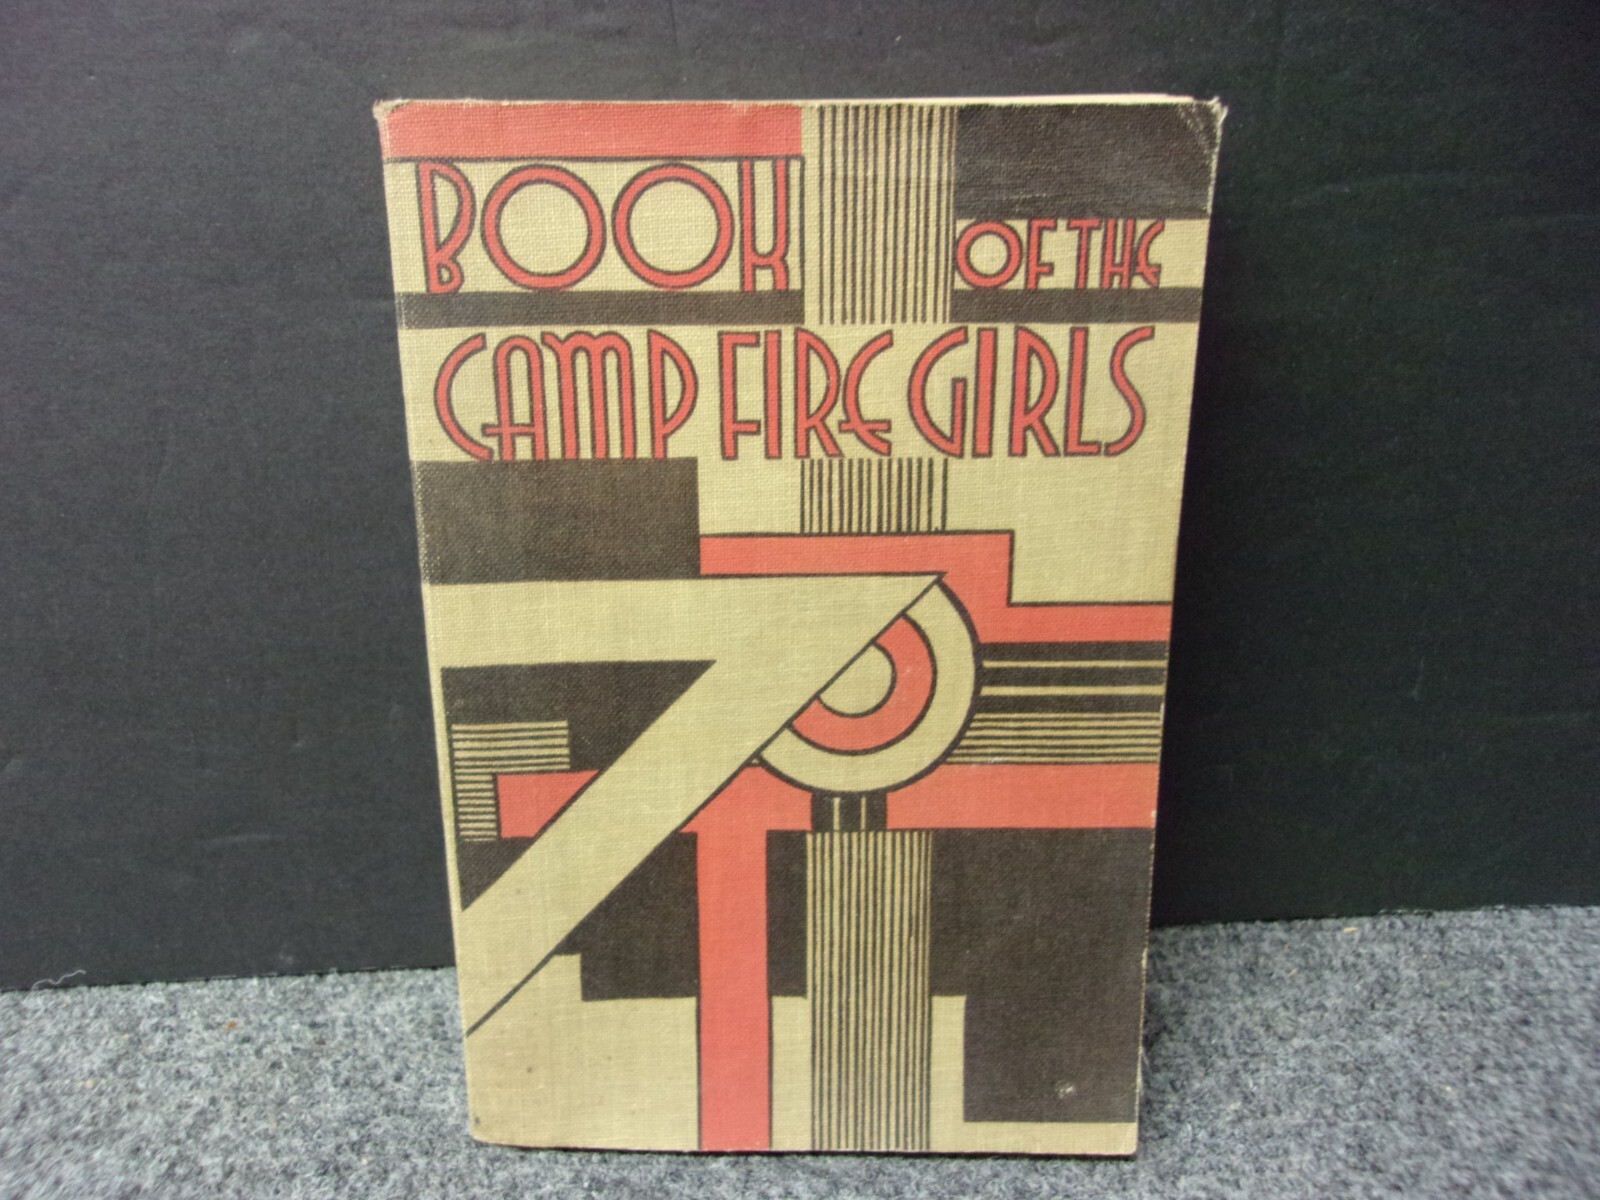 BOOK OF THE
CAMP FIRE GIRLS